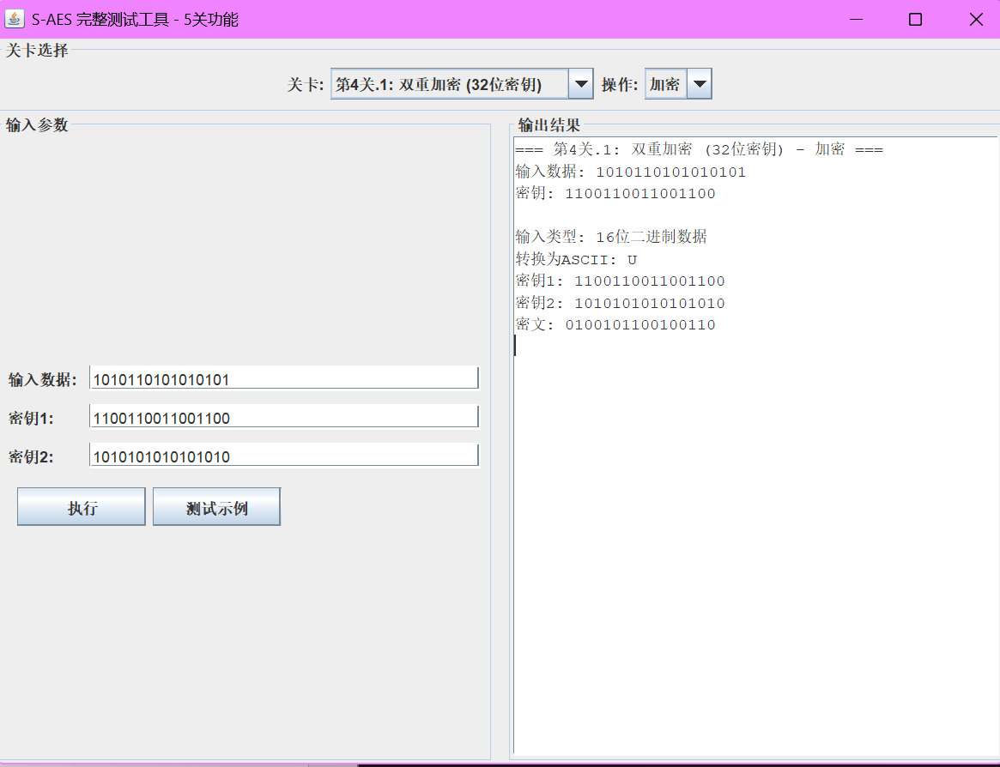 S-AES 完整测试工具 - 5关功能
关卡选择
关卡: 第4关.1: 双重加密 (32位密钥) 操作: 加密
输入参数
输入数据: 1010110101010101
密钥1: 1100110011001100
密钥2: 1010101010101010
执行 测试示例
输出结果
=== 第4关.1: 双重加密 (32位密钥) - 加密 ===
输入数据: 1010110101010101
密钥: 1100110011001100
输入类型: 16位二进制数据
转换为ASCII: U
密钥1: 1100110011001100
密钥2: 1010101010101010
密文: 0100101100100110